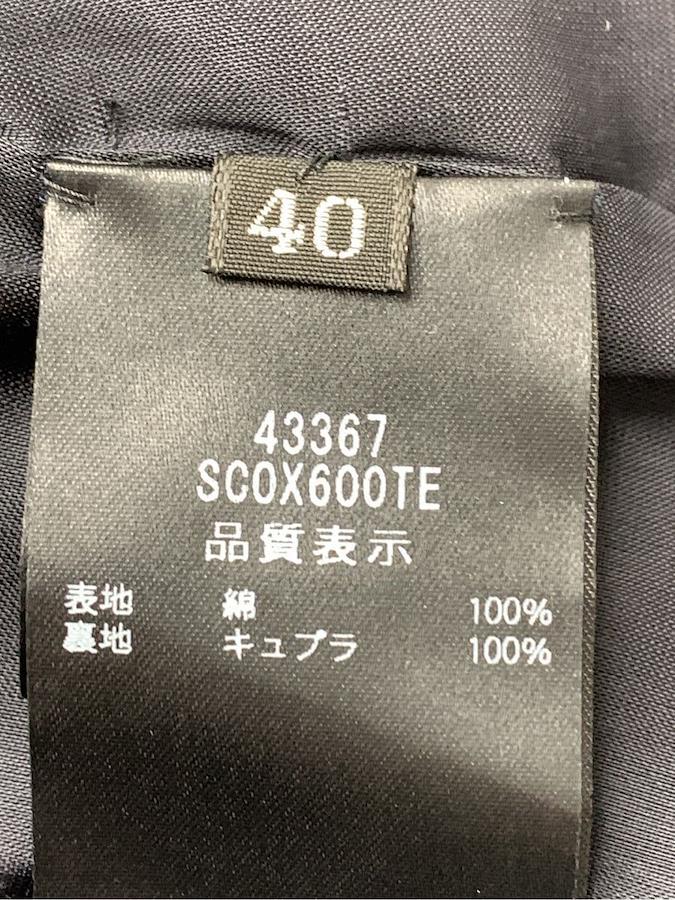 40
43367
SCOX600TE
品質表示
表地 綿 100%
裏地 キュプラ 100%